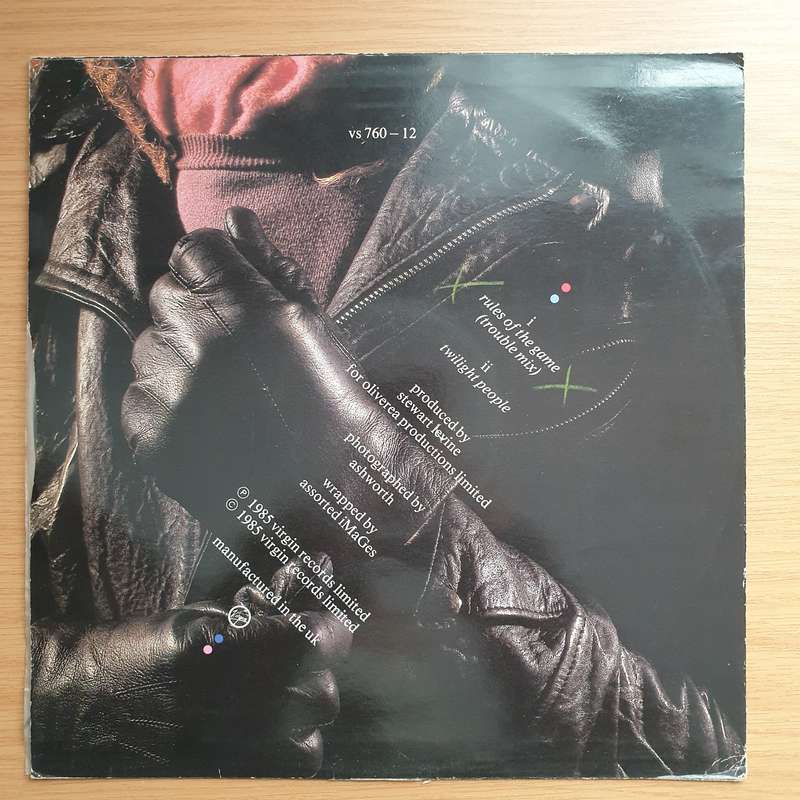 vs 760 – 12
i
rules of the game
(trouble mix)
ii
twilight people
produced by
stewart levine
for oliverea productions limited
photographed by
ashworth
wrapped by
assorted iMaGes
℗ 1985 virgin records limited
© 1985 virgin records limited
manufactured in the uk
Virgin